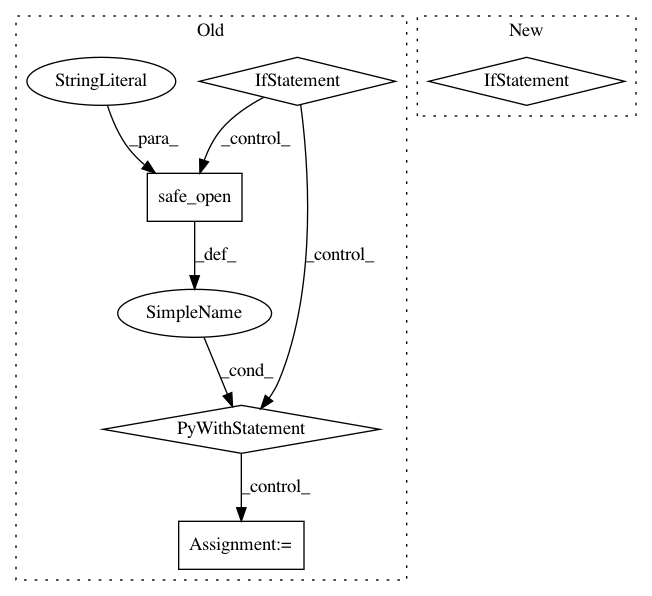 Old
New
StringLiteral
IfStatement
IfStatement
_para_
_control_
safe_open
_def_
_control_
SimpleName
_cond_
PyWithStatement
_control_
Assignment:=